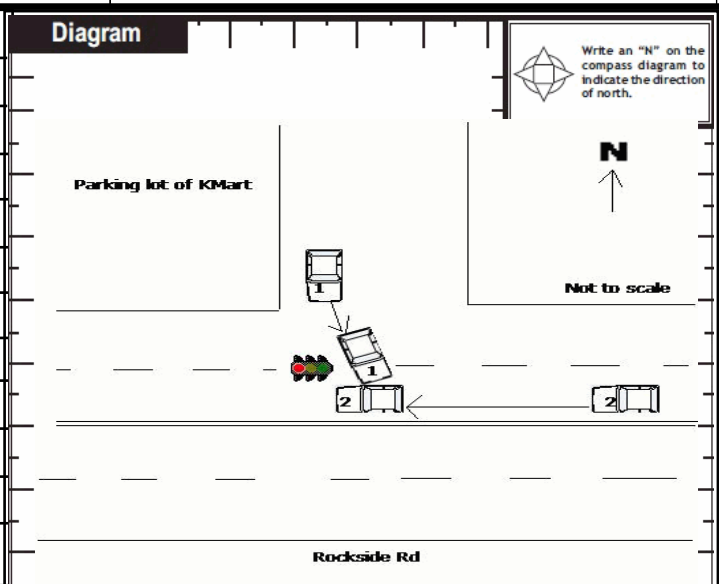 Diagram
Write an “N” on the
compass diagram to
indicate the direction
of north.
N
Parking lot of KMart
Not to scale
1
1
2
2
Rockside Rd